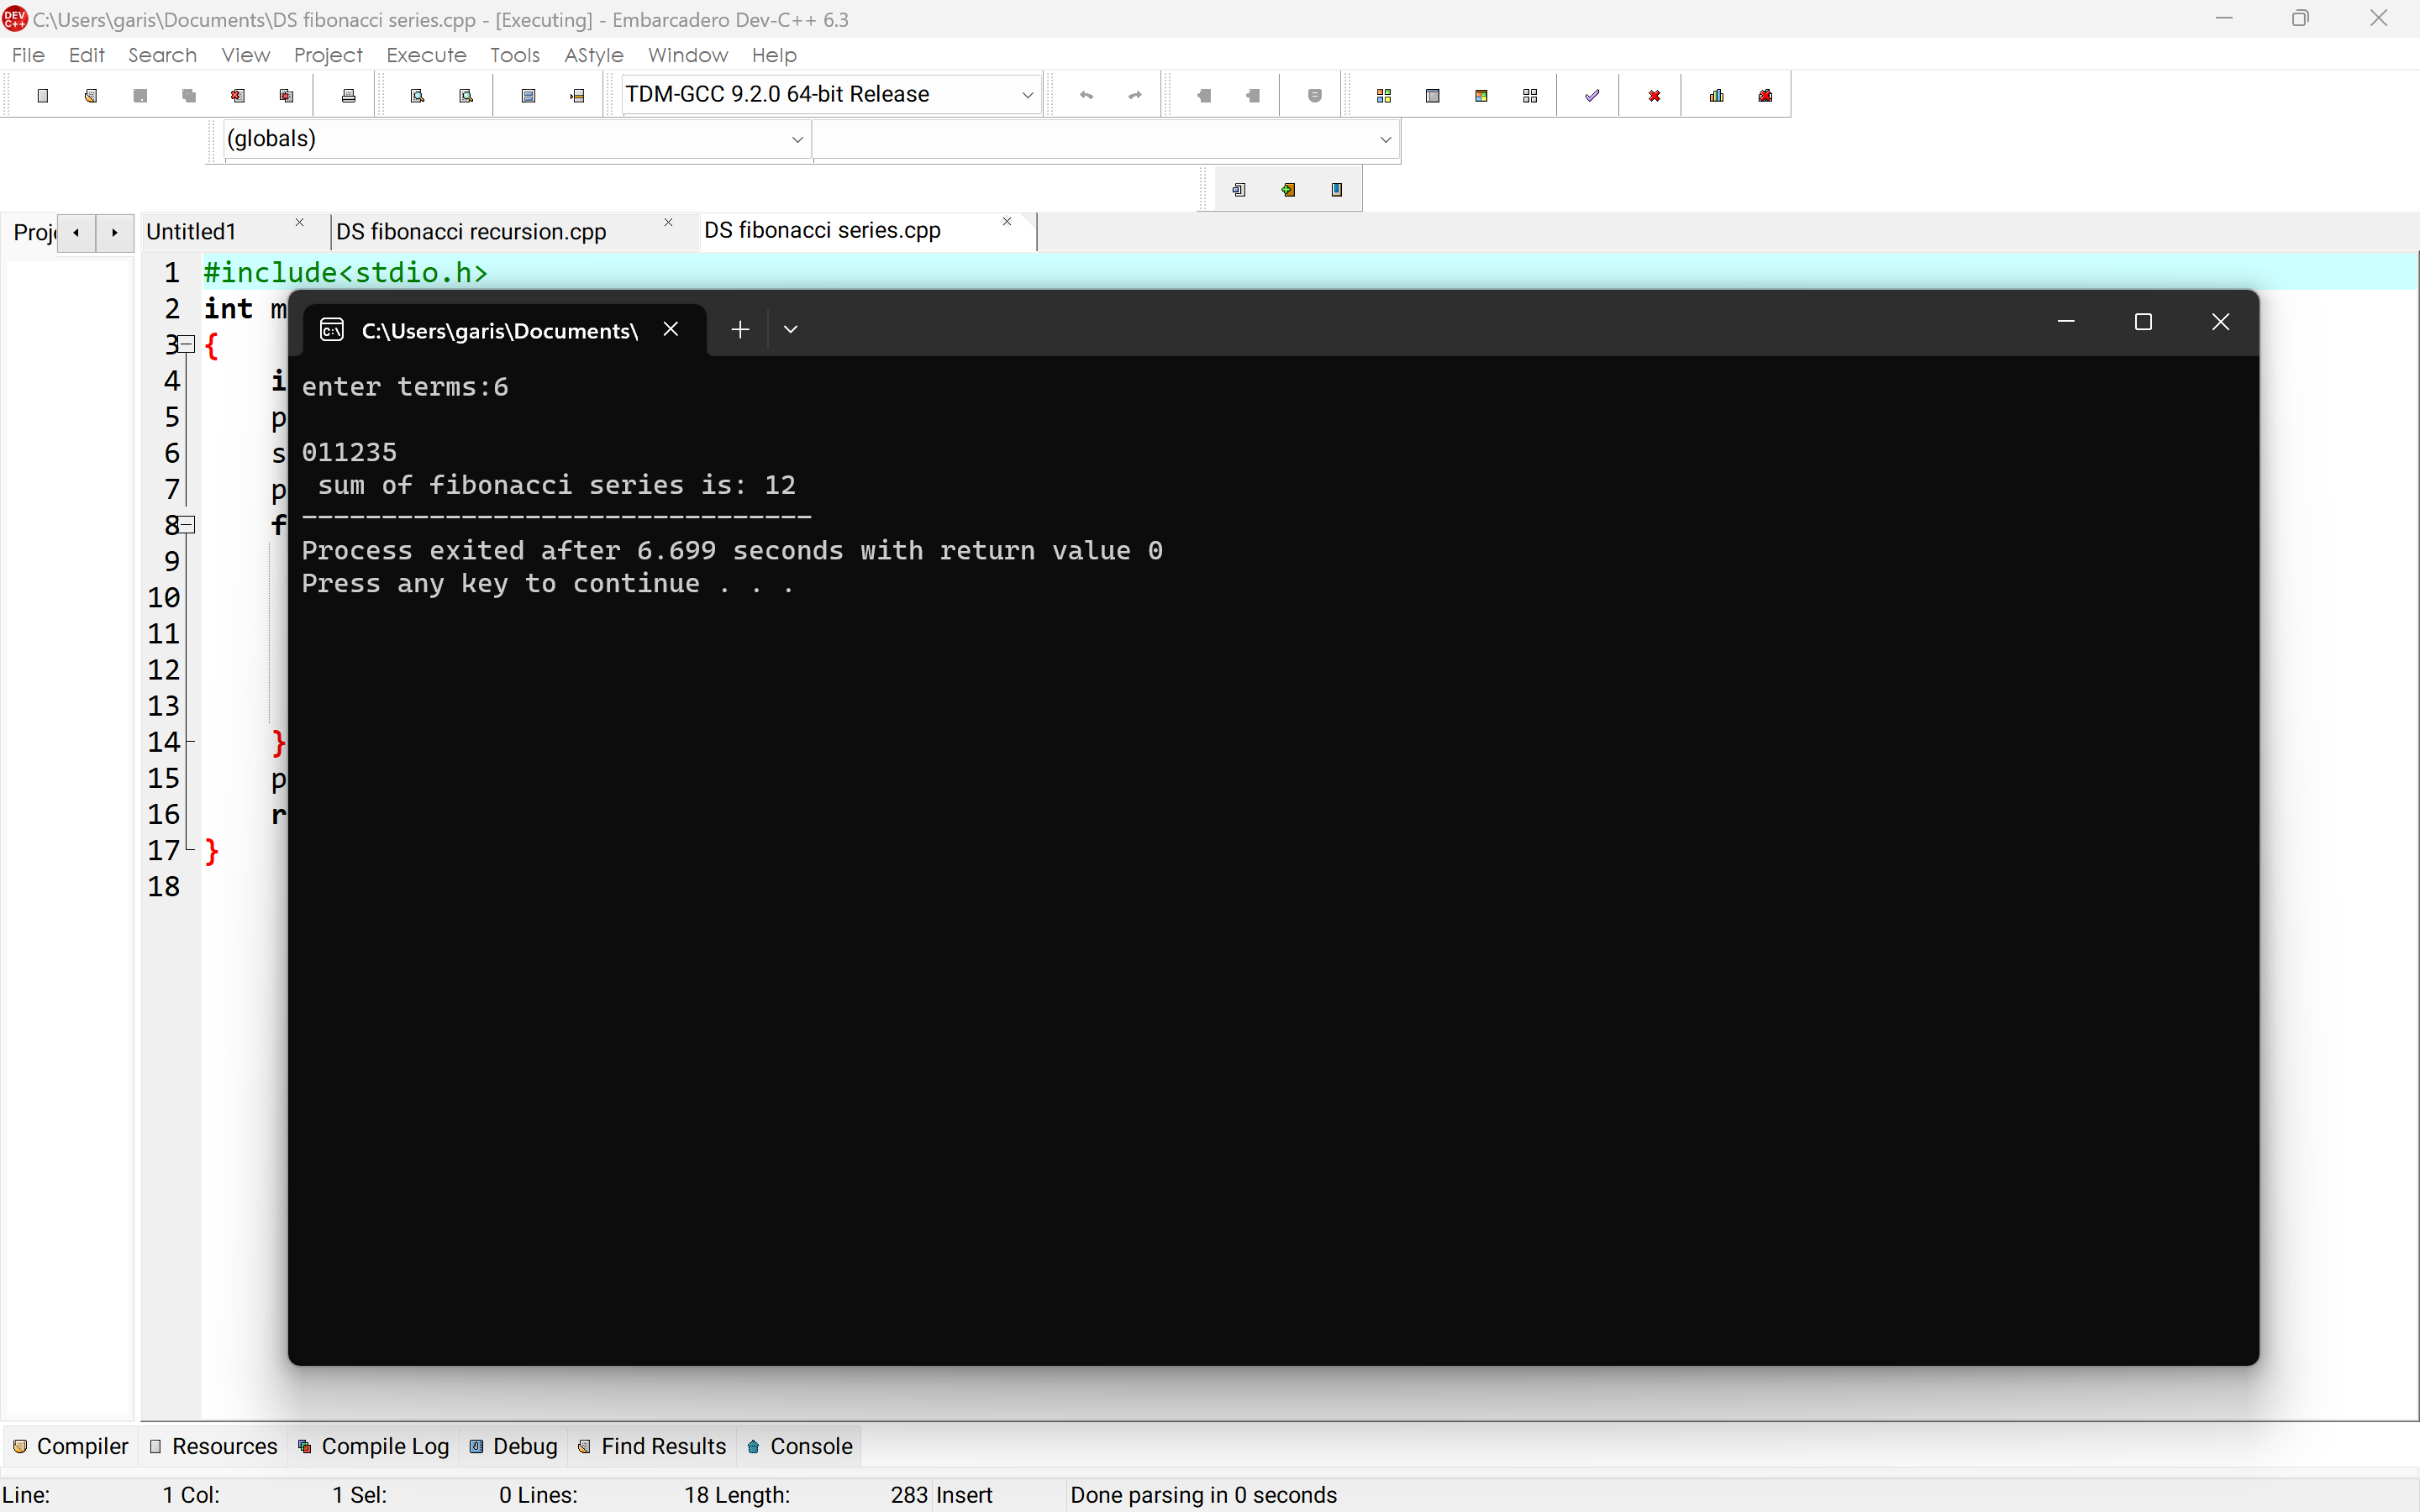 C:\Users\garis\Documents\DS fibonacci series.cpp - [Executing] - Embarcadero Dev-C++ 6.3
File Edit Search View Project Execute Tools AStyle Window Help
TDM-GCC 9.2.0 64-bit Release
(globals)
Untitled1 DS fibonacci recursion.cpp DS fibonacci series.cpp
1 #include<stdio.h>
2 int m
3 {
4 i
5 p
6 s
7 p
8 f
9
10
11
12
13
14 }
15 p
16 r
17 }
18
C:\Users\garis\Documents\
enter terms:6
011235
sum of fibonacci series is: 12
--------------------------------
Process exited after 6.699 seconds with return value 0
Press any key to continue . . .
Compiler Resources Compile Log Debug Find Results Console
Line: 1 Col: 1 Sel: 0 Lines: 18 Length: 283 Insert Done parsing in 0 seconds